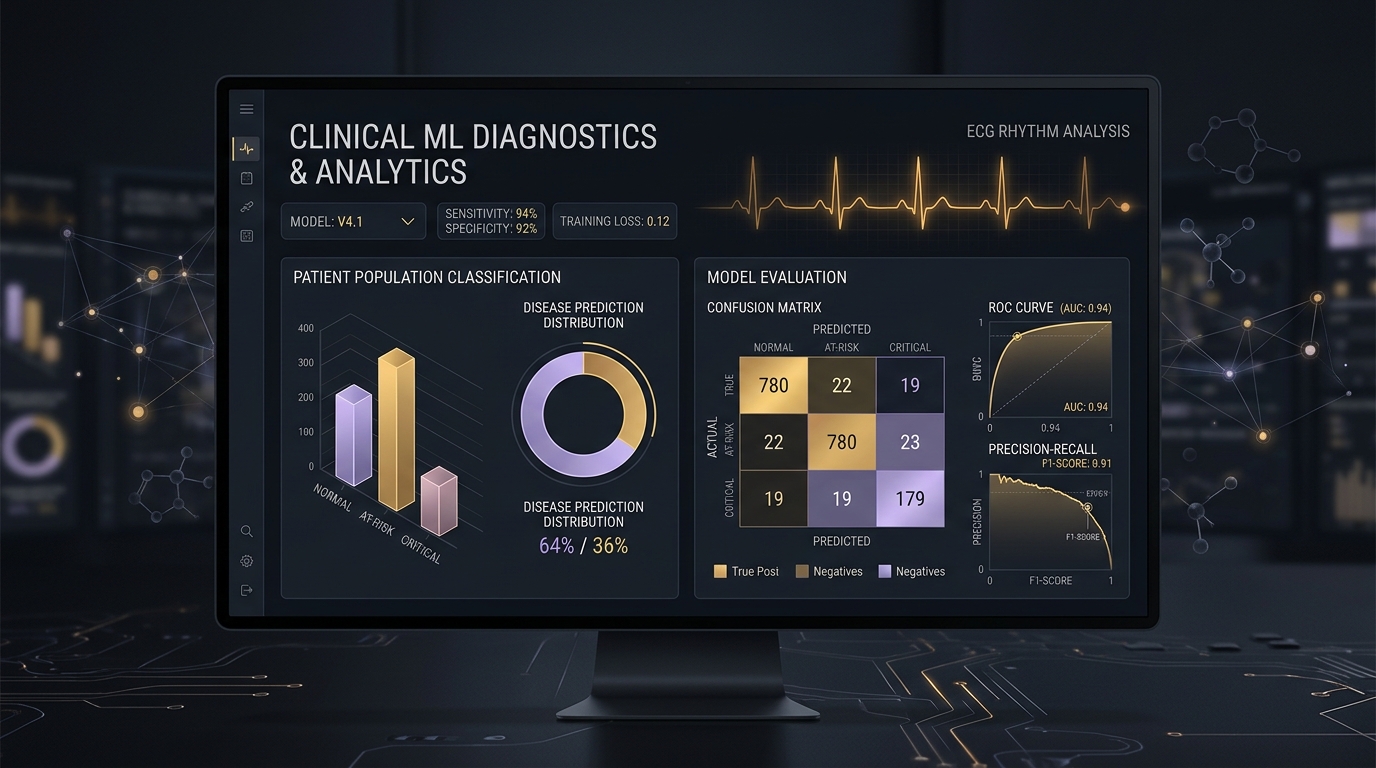 CLINICAL ML DIAGNOSTICS
& ANALYTICS
ECG RHYTHM ANALYSIS
MODEL: V4.1
SENSITIVITY: 94%
SPECIFICITY: 92%
TRAINING LOSS: 0.12
PATIENT POPULATION CLASSIFICATION
400
300
200
100
0
NORMAL
AT-RISK
CRITICAL
DISEASE PREDICTION
DISTRIBUTION
DISEASE PREDICTION
DISTRIBUTION
64% / 36%
MODEL EVALUATION
CONFUSION MATRIX
PREDICTED
NORMAL AT-RISK CRITICAL
ACTUAL
TRUE
780 22 19
22 780 23
19 19 179
PREDICTED
True Post Negatives Negatives
ROC CURVE (AUC: 0.94)
1
0
AUC: 0.94
0 0.94 1
PRECISION-RECALL
F1-SCORE: 0.91
1
PRECISION
0
F1-SCORE
0 F1-SCORE 1